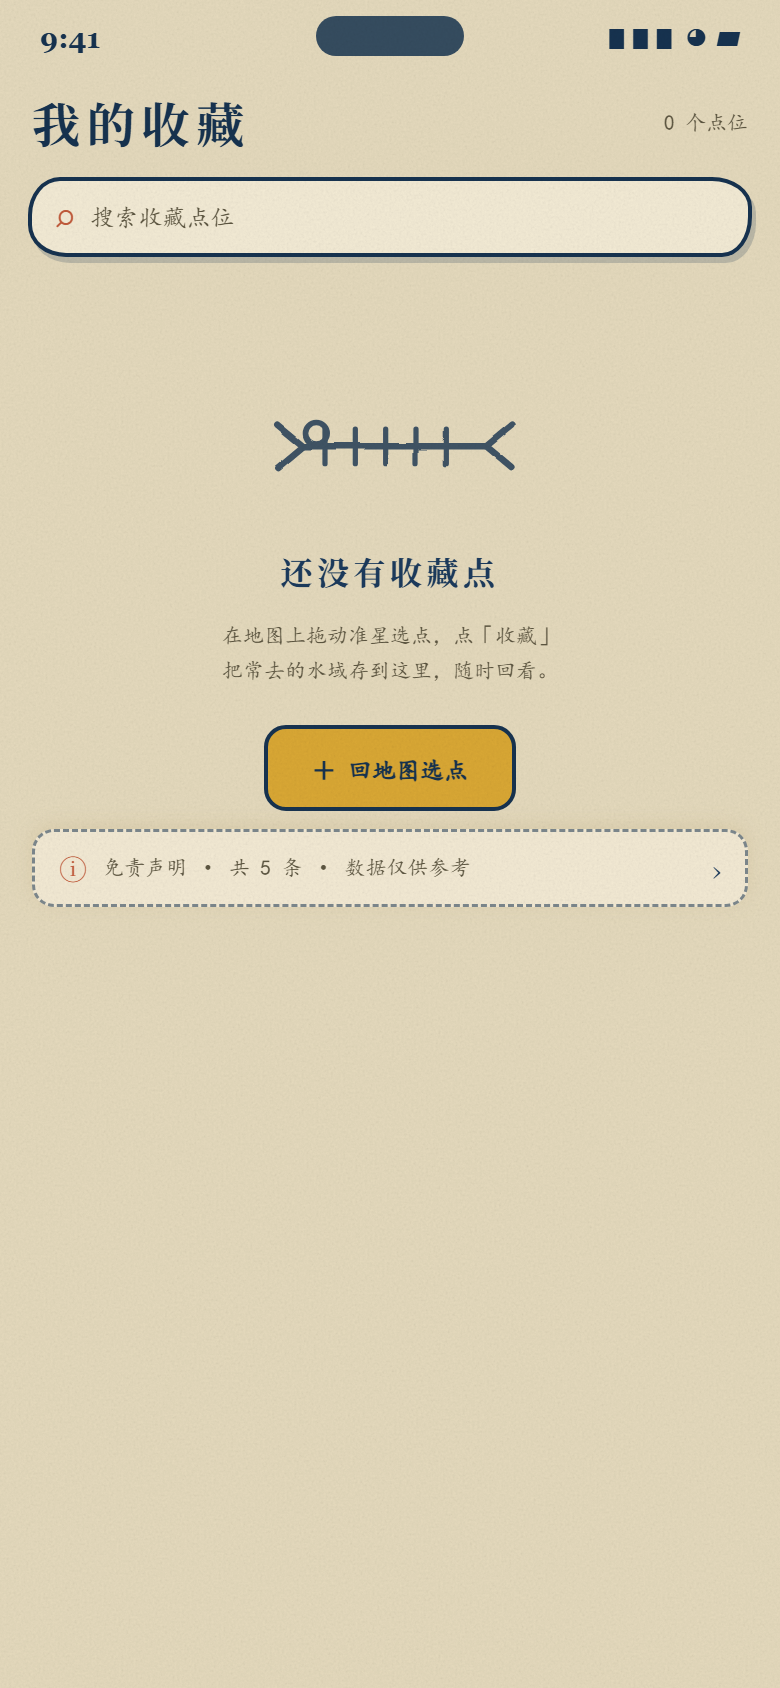 9:41
我的收藏
0 个点位
搜索收藏点位
还没有收藏点
在地图上拖动准星选点，点「收藏」
把常去的水域存到这里，随时回看。
＋ 回地图选点
ⓘ 免责声明 • 共 5 条 • 数据仅供参考 ›